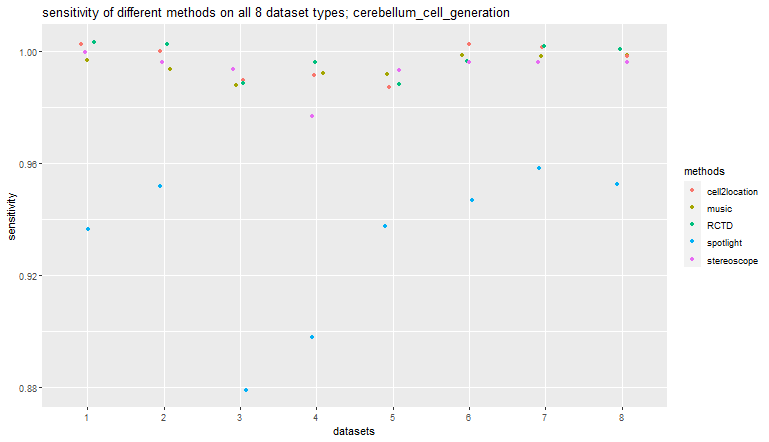 sensitivity of different methods on all 8 dataset types; cerebellum_cell_generation
1.00
0.96
0.92
0.88
sensitivity
1 2 3 4 5 6 7 8
datasets
methods
cell2location
music
RCTD
spotlight
stereoscope